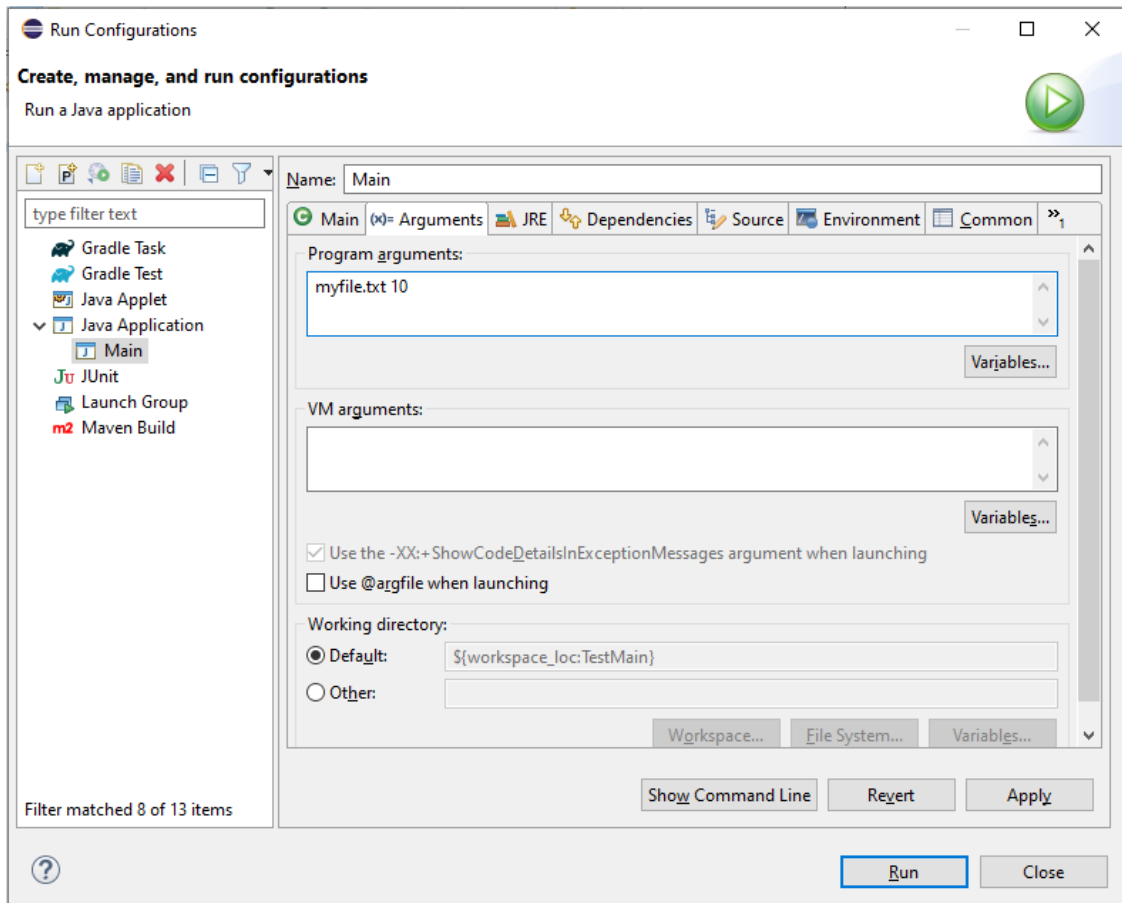 Run Configurations
Create, manage, and run configurations
Run a Java application
type filter text
Gradle Task
Gradle Test
Java Applet
Java Application
Main
JUnit
Launch Group
Maven Build
Filter matched 8 of 13 items
Name: Main
Main (x)= Arguments JRE Dependencies Source Environment Common »1
Program arguments:
myfile.txt 10
Variables...
VM arguments:
Variables...
Use the -XX:+ShowCodeDetailsInExceptionMessages argument when launching
Use @argfile when launching
Working directory:
Default: ${workspace_loc:TestMain}
Other:
Workspace... File System... Variables...
Show Command Line Revert Apply
? Run Close